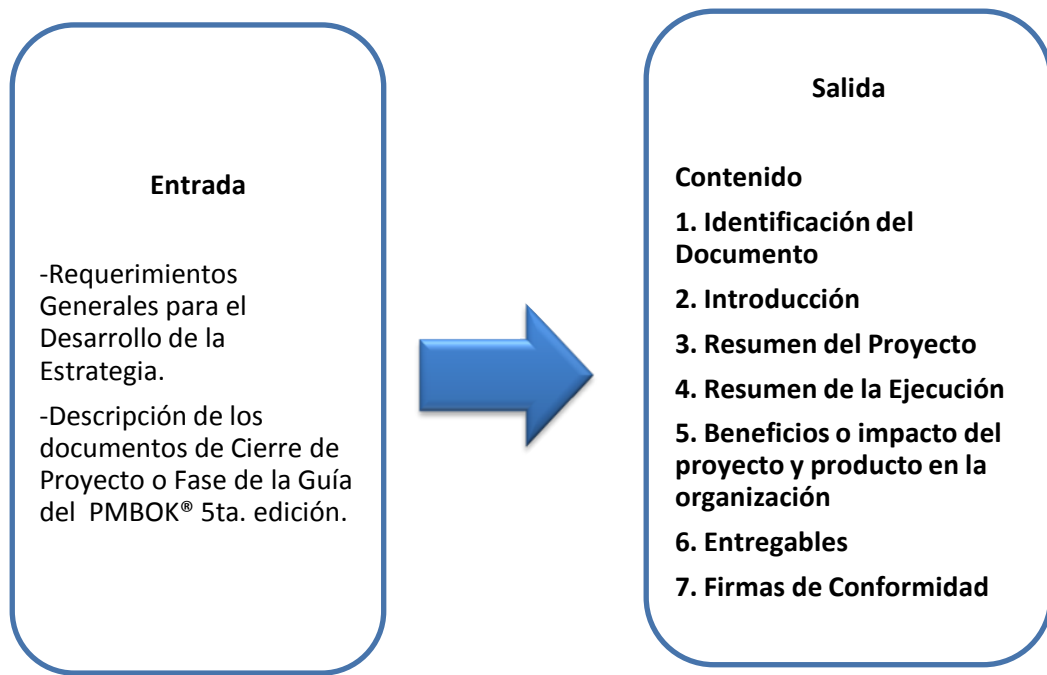 Entrada
-Requerimientos
Generales para el
Desarrollo de la
Estrategia.
-Descripción de los
documentos de Cierre de
Proyecto o Fase de la Guía
del PMBOK® 5ta. edición.
Salida
Contenido
1. Identificación del
Documento
2. Introducción
3. Resumen del Proyecto
4. Resumen de la Ejecución
5. Beneficios o impacto del
proyecto y producto en la
organización
6. Entregables
7. Firmas de Conformidad